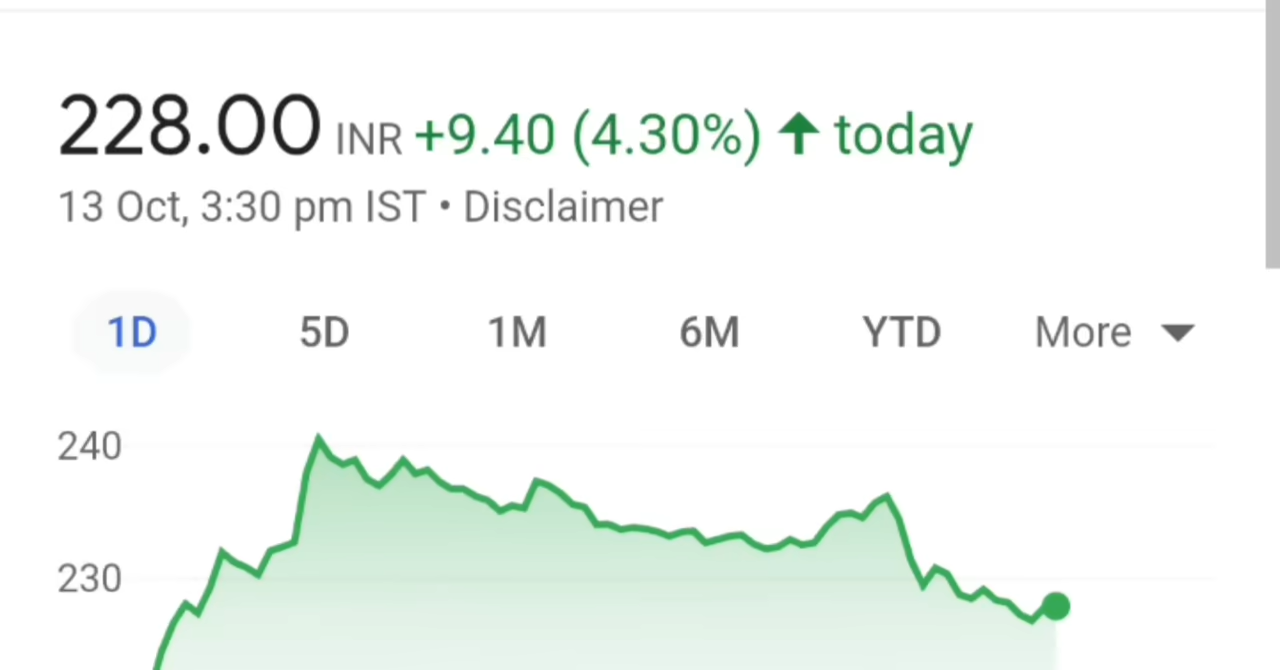 228.00 INR +9.40 (4.30%) ↑ today
13 Oct, 3:30 pm IST • Disclaimer
1D 5D 1M 6M YTD More
240
230